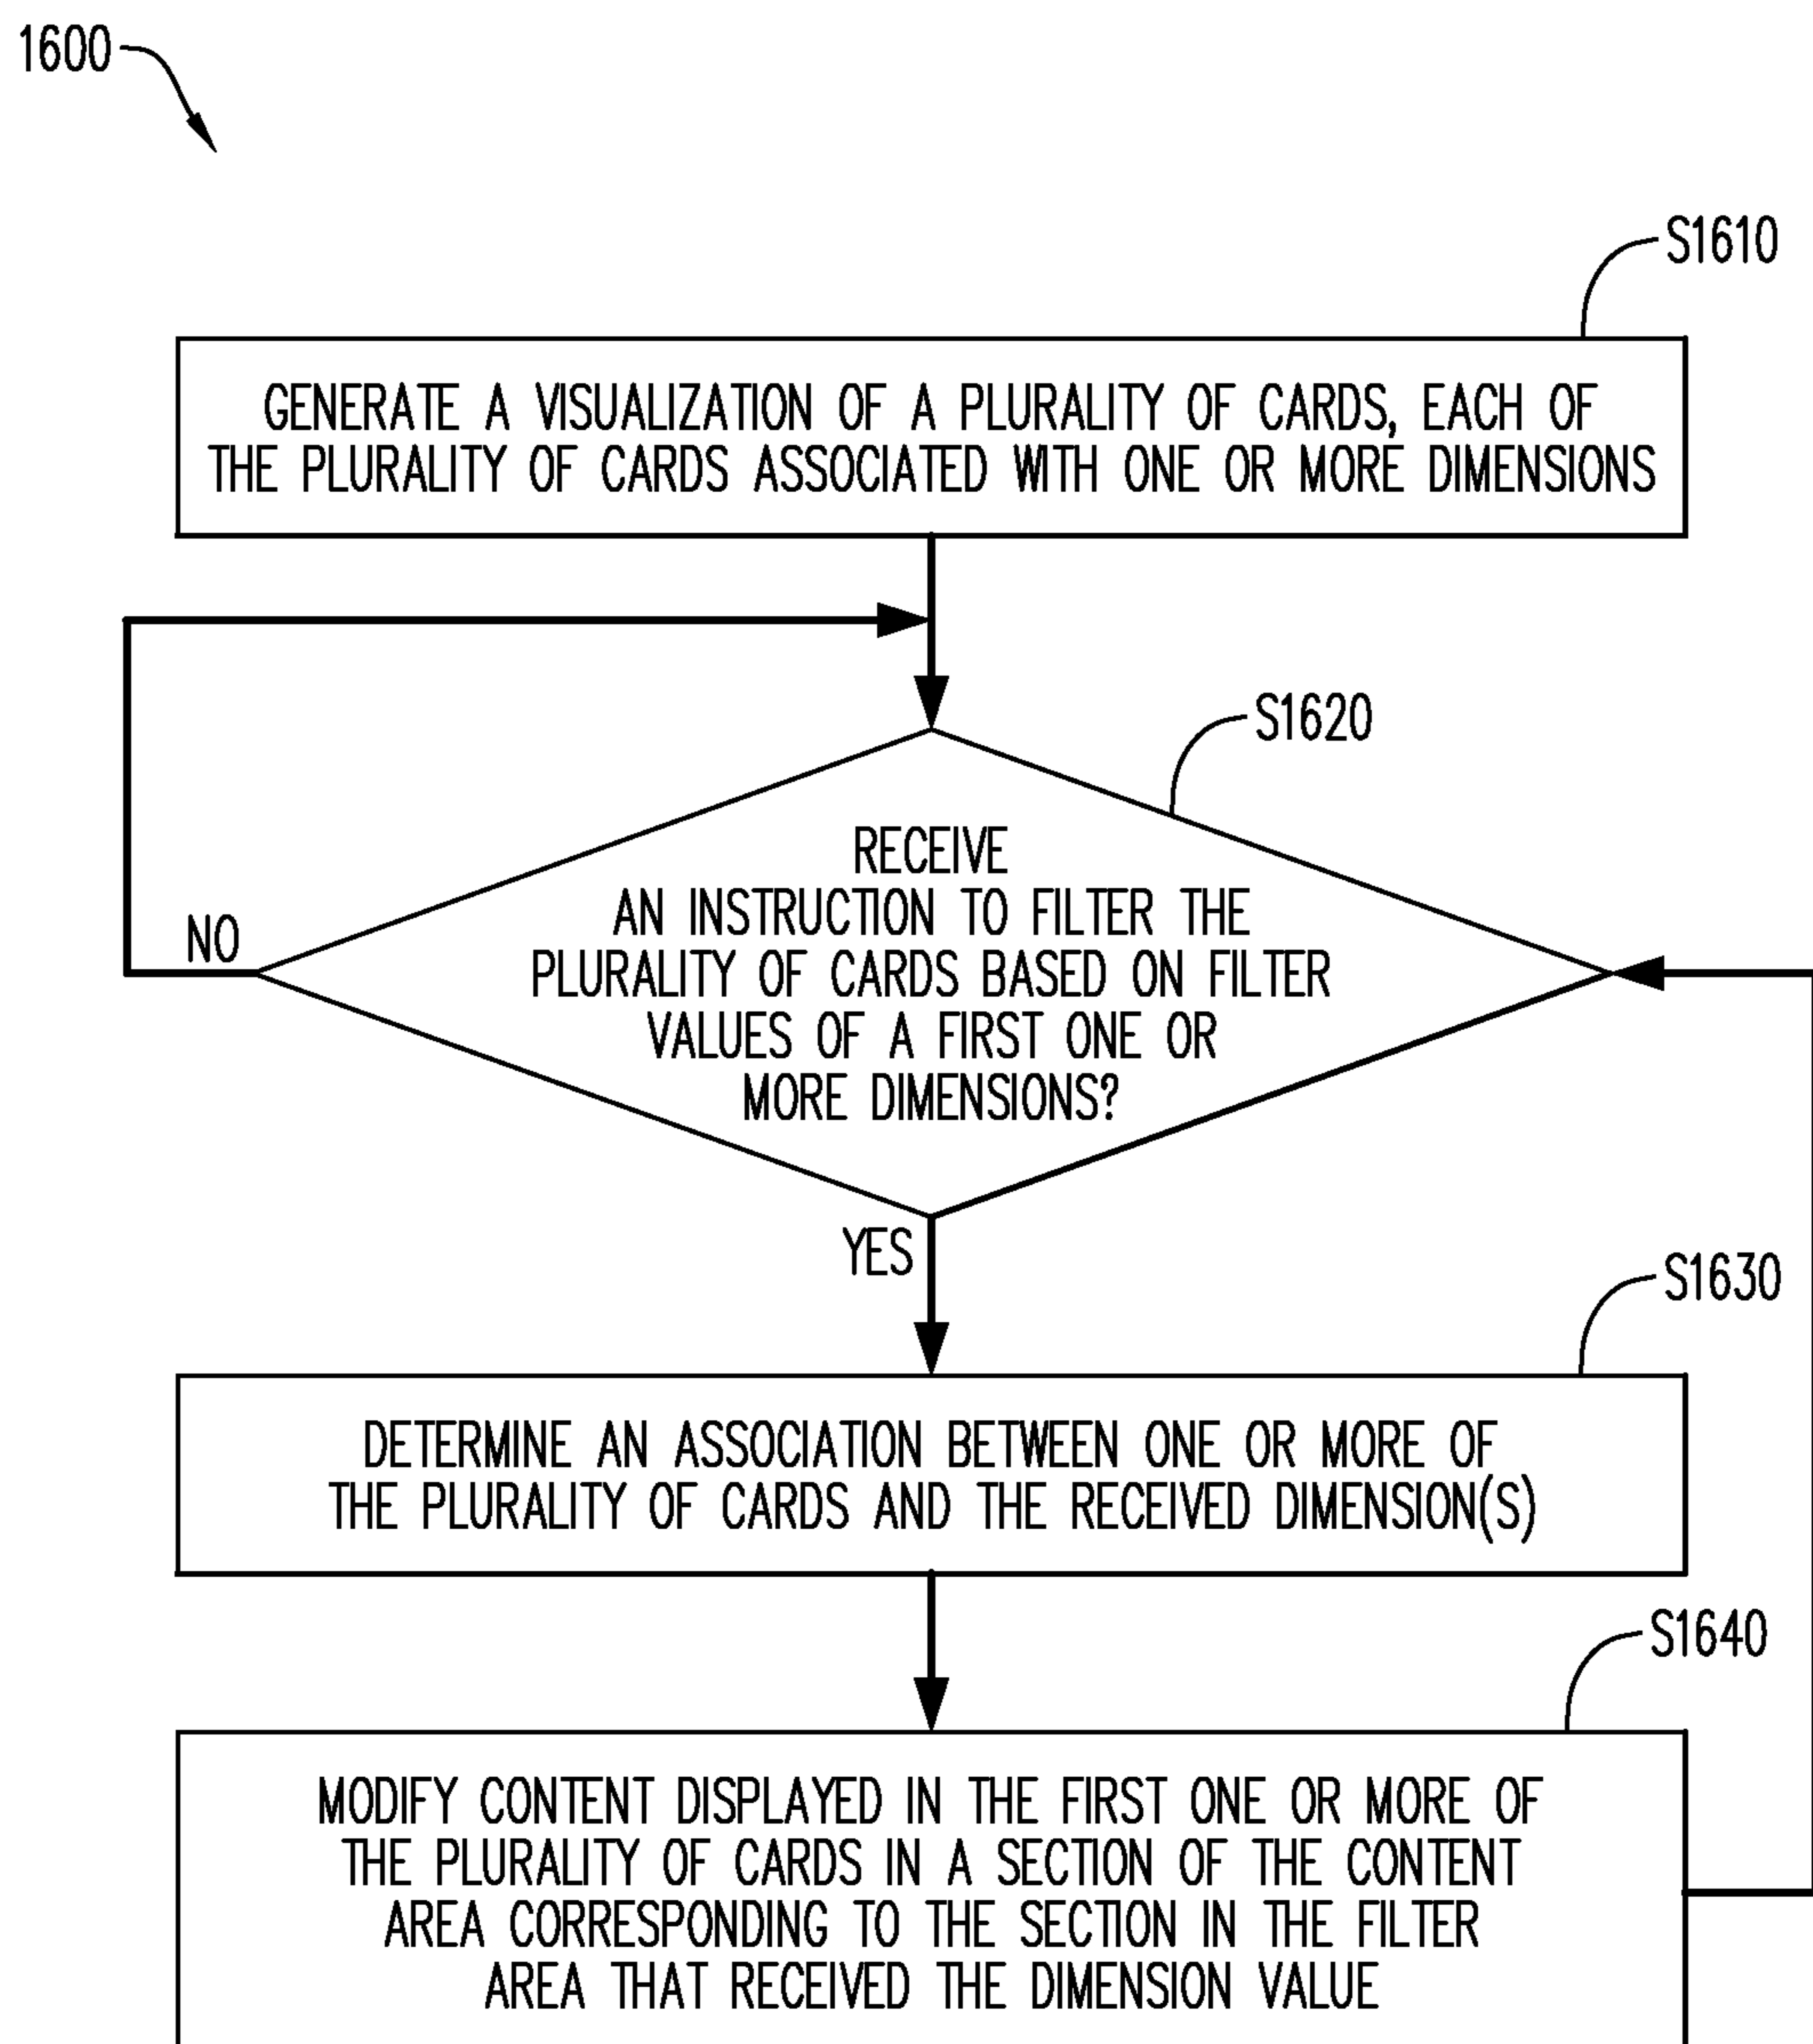 1600
S1610
GENERATE A VISUALIZATION OF A PLURALITY OF CARDS, EACH OF
THE PLURALITY OF CARDS ASSOCIATED WITH ONE OR MORE DIMENSIONS
S1620
RECEIVE
AN INSTRUCTION TO FILTER THE
PLURALITY OF CARDS BASED ON FILTER
VALUES OF A FIRST ONE OR
MORE DIMENSIONS?
NO
YES
S1630
DETERMINE AN ASSOCIATION BETWEEN ONE OR MORE OF
THE PLURALITY OF CARDS AND THE RECEIVED DIMENSION(S)
S1640
MODIFY CONTENT DISPLAYED IN THE FIRST ONE OR MORE OF
THE PLURALITY OF CARDS IN A SECTION OF THE CONTENT
AREA CORRESPONDING TO THE SECTION IN THE FILTER
AREA THAT RECEIVED THE DIMENSION VALUE